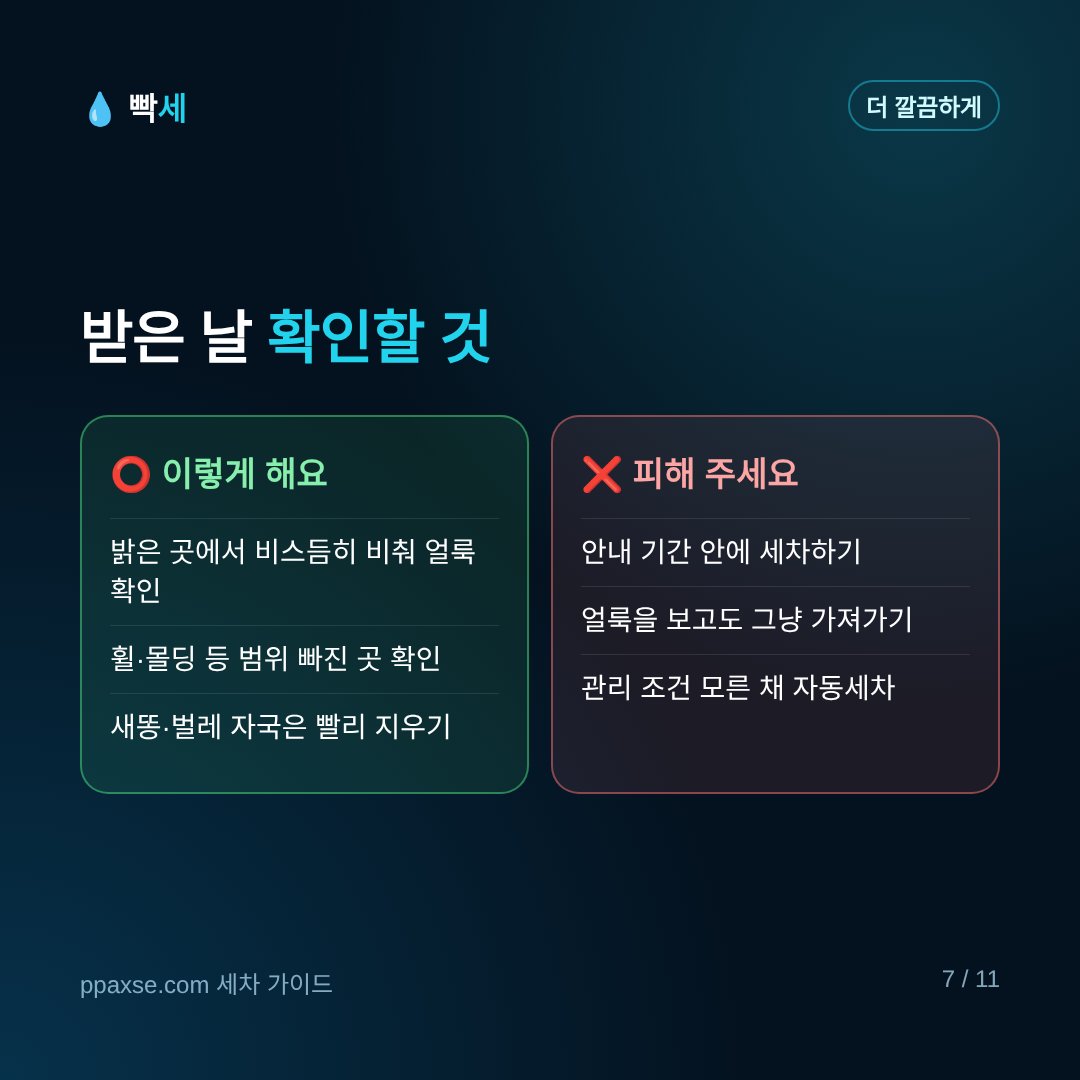 빡세
더 깔끔하게
받은 날 확인할 것
이렇게 해요
밝은 곳에서 비스듬히 비춰 얼룩
확인
휠·몰딩 등 범위 빠진 곳 확인
새똥·벌레 자국은 빨리 지우기
피해 주세요
안내 기간 안에 세차하기
얼룩을 보고도 그냥 가져가기
관리 조건 모른 채 자동세차
ppaxse.com 세차 가이드
7 / 11